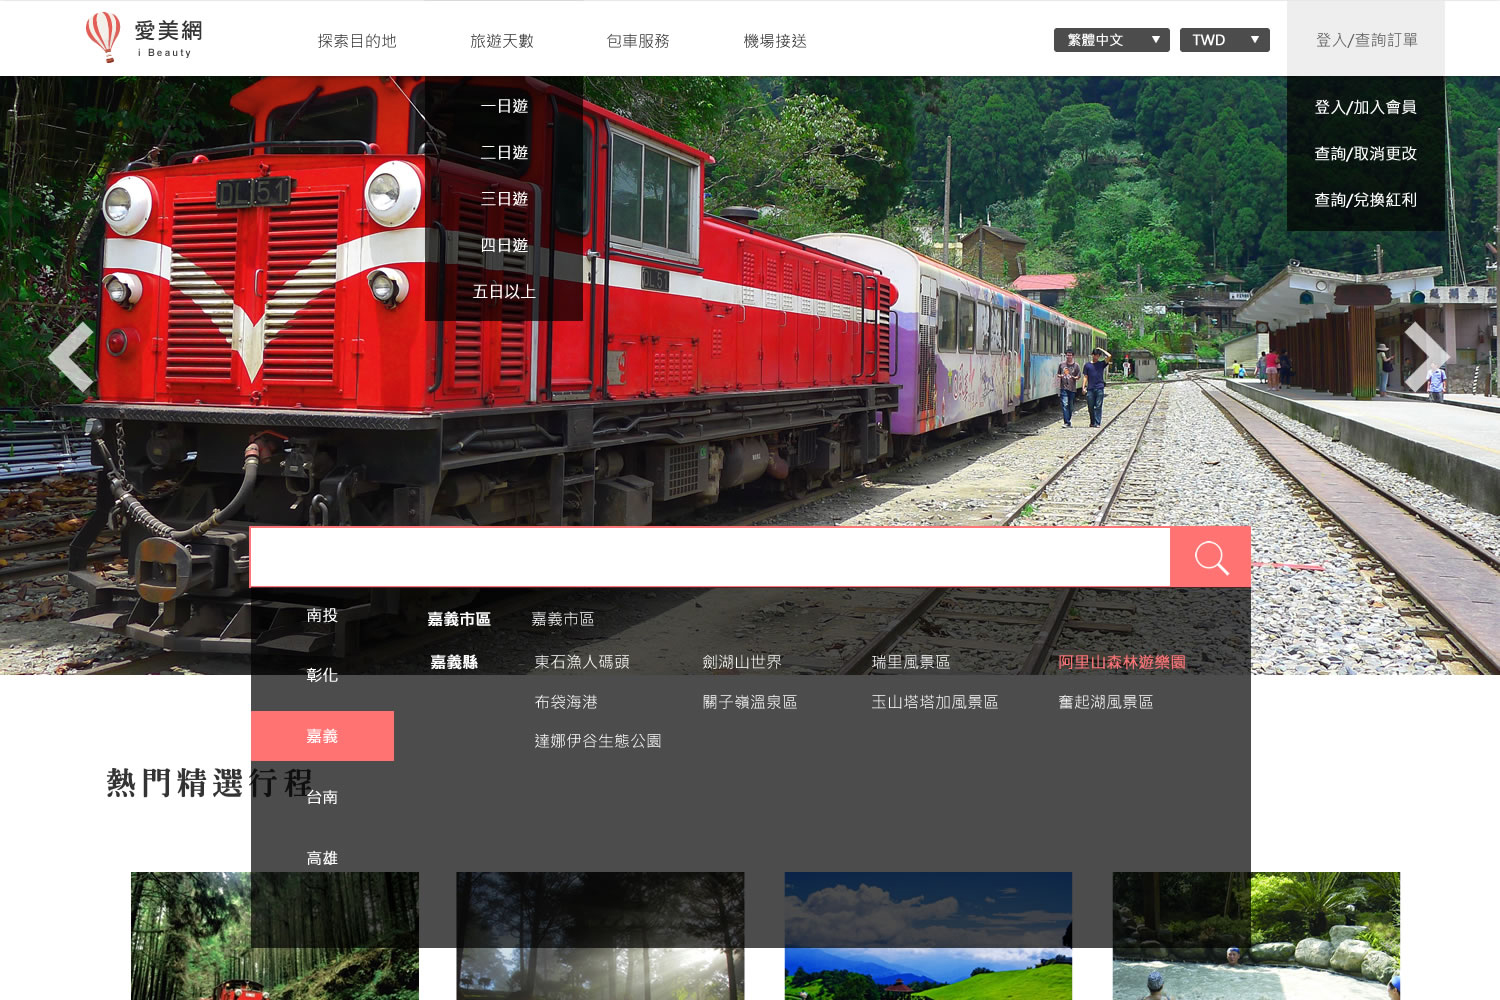 愛美網
i Beauty
探索目的地
旅遊天數
包車服務
機場接送
繁體中文
TWD
登入/查詢訂單
一日遊
二日遊
三日遊
四日遊
五日以上
登入/加入會員
查詢/取消更改
查詢/兌換紅利
DL 51
DL51
南投
彰化
嘉義
台南
高雄
嘉義市區
嘉義市區
嘉義縣
東石漁人碼頭
劍湖山世界
瑞里風景區
阿里山森林遊樂園
布袋海港
關子嶺溫泉區
玉山塔塔加風景區
奮起湖風景區
達娜伊谷生態公園
熱門精選行程